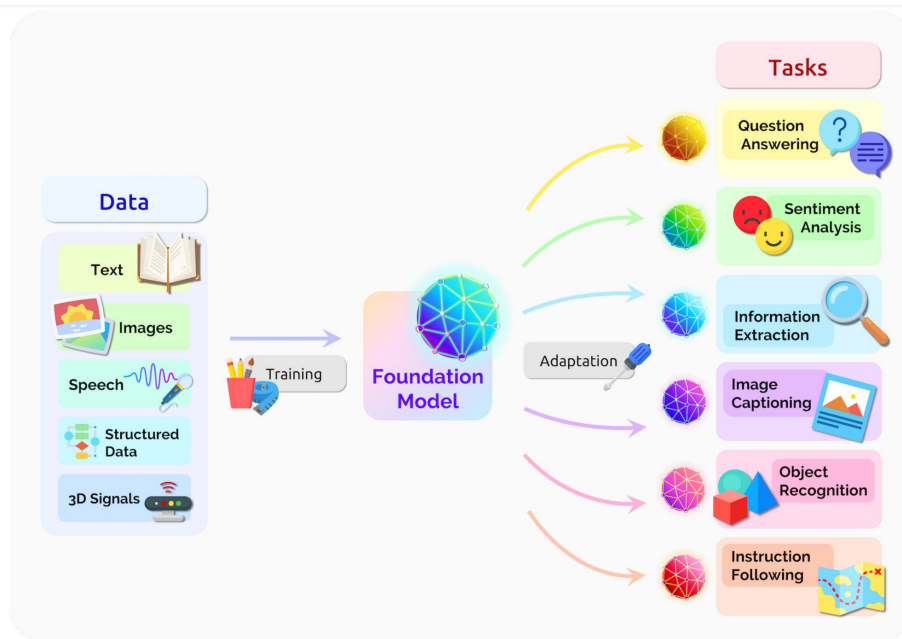 Data
Text
Images
Speech
Structured
Data
3D Signals
Training
Foundation
Model
Adaptation
Tasks
Question
Answering
?
Sentiment
Analysis
Information
Extraction
Image
Captioning
Object
Recognition
Instruction
Following